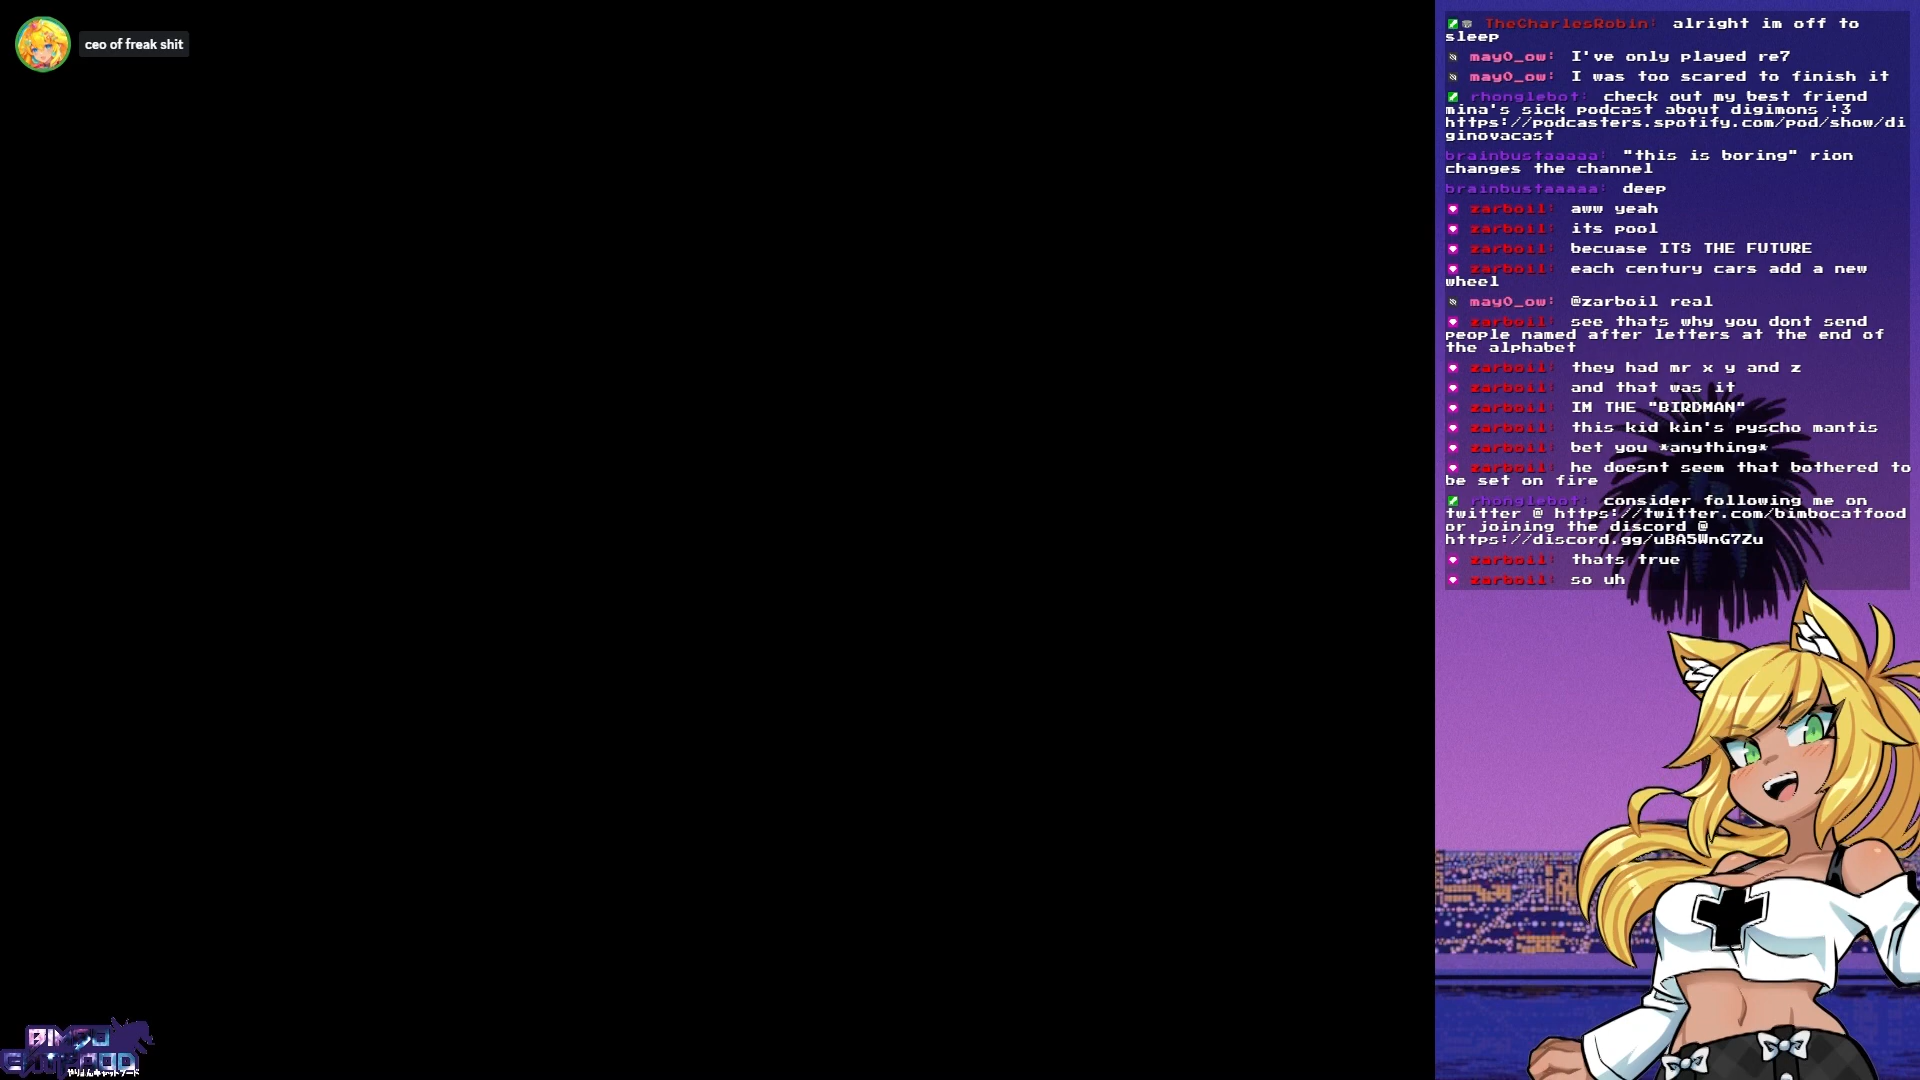 ceo of freak shit
TheCharlesRobin: alright im off to
sleep
may0_ow: I've only played re7
may0_ow: I was too scared to finish it
rhonglebot: check out my best friend
mina's sick podcast about digimons :3
https://podcasters.spotify.com/pod/show/di
ginovacast
brainbustaaaaa: "this is boring" rion
changes the channel
brainbustaaaaa: deep
zarboil: aww yeah
zarboil: its pool
zarboil: becuase ITS THE FUTURE
zarboil: each century cars add a new
wheel
may0_ow: @zarboil real
zarboil: see thats why you dont send
people named after letters at the end of
the alphabet
zarboil: they had mr x y and z
zarboil: and that was it
zarboil: IM THE "BIRDMAN"
zarboil: this kid kin's pyscho mantis
zarboil: bet you *anything*
zarboil: he doesnt seem that bothered to
be set on fire
rhonglebot: consider following me on
twitter @ https://twitter.com/bimbocatfood
or joining the discord @
https://discord.gg/uBA5WnG7Zu
zarboil: thats true
zarboil: so uh